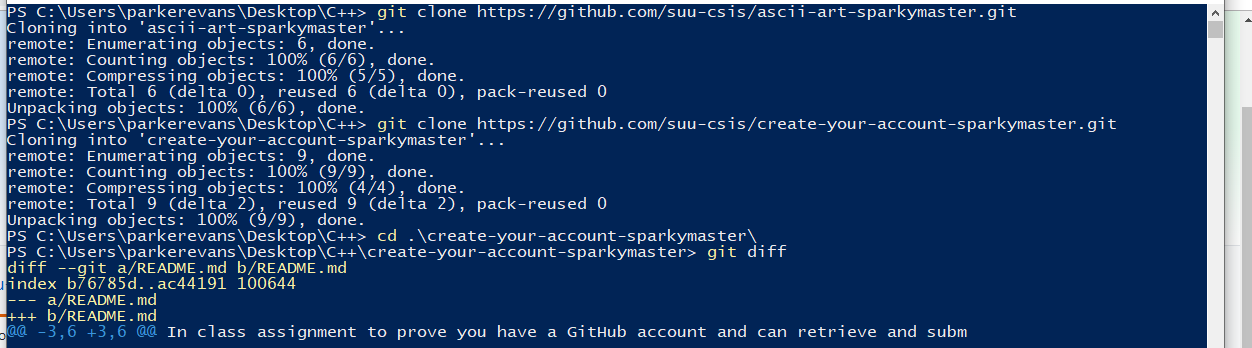 PS C:\Users\parkerevans\Desktop\C++> git clone https://github.com/suu-csis/ascii-art-sparkymaster.git
Cloning into 'ascii-art-sparkymaster'...
remote: Enumerating objects: 6, done.
remote: Counting objects: 100% (6/6), done.
remote: Compressing objects: 100% (5/5), done.
remote: Total 6 (delta 0), reused 6 (delta 0), pack-reused 0
Unpacking objects: 100% (6/6), done.
PS C:\Users\parkerevans\Desktop\C++> git clone https://github.com/suu-csis/create-your-account-sparkymaster.git
Cloning into 'create-your-account-sparkymaster'...
remote: Enumerating objects: 9, done.
remote: Counting objects: 100% (9/9), done.
remote: Compressing objects: 100% (4/4), done.
remote: Total 9 (delta 2), reused 9 (delta 2), pack-reused 0
Unpacking objects: 100% (9/9), done.
PS C:\Users\parkerevans\Desktop\C++> cd .\create-your-account-sparkymaster\
PS C:\Users\parkerevans\Desktop\C++\create-your-account-sparkymaster> git diff
diff --git a/README.md b/README.md
index b76785d..ac44191 100644
--- a/README.md
+++ b/README.md
@@ -3,6 +3,6 @@ In class assignment to prove you have a GitHub account and can retrieve and subm